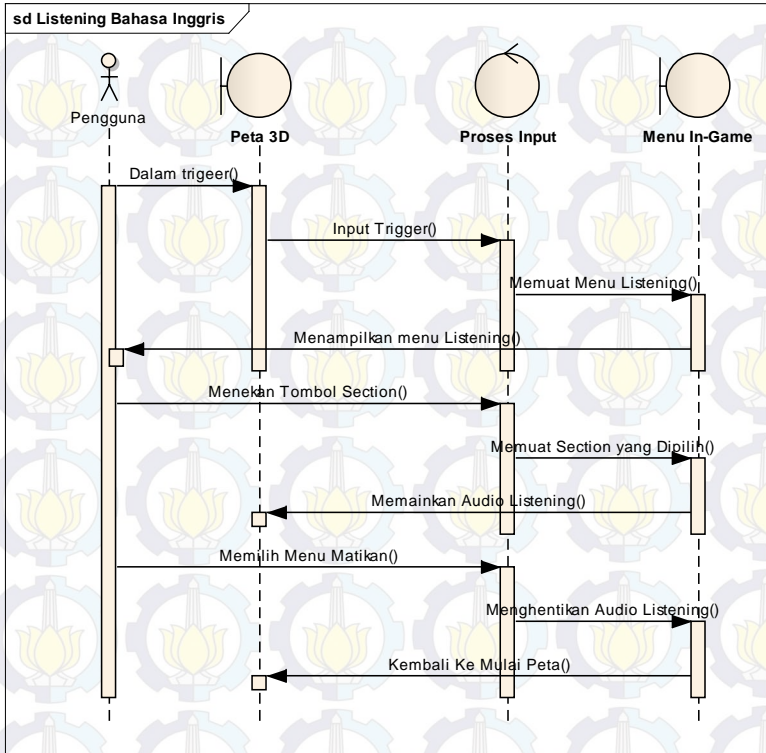 sd Listening Bahasa Inggris
Pengguna
Peta 3D
Proses Input
Menu In-Game
Dalam trigeer()
Input Trigger()
Memuat Menu Listening()
Menampilkan menu Listening()
Menekan Tombol Section()
Memuat Section yang Dipilih()
Memainkan Audio Listening()
Memilih Menu Matikan()
Menghentikan Audio Listening()
Kembali Ke Mulai Peta()